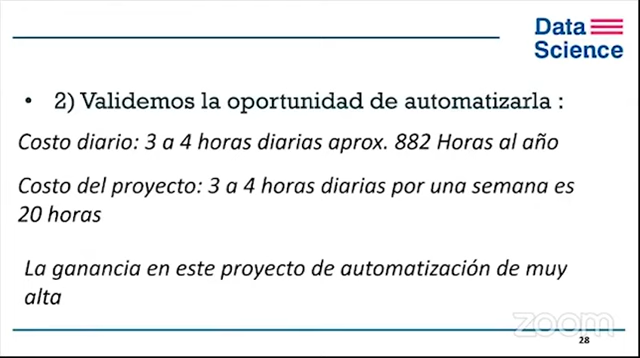 Data
Science
• 2) Validemos la oportunidad de automatizarla :
Costo diario: 3 a 4 horas diarias aprox. 882 Horas al año
Costo del proyecto: 3 a 4 horas diarias por una semana es
20 horas
La ganancia en este proyecto de automatización de muy
alta
zoom
28